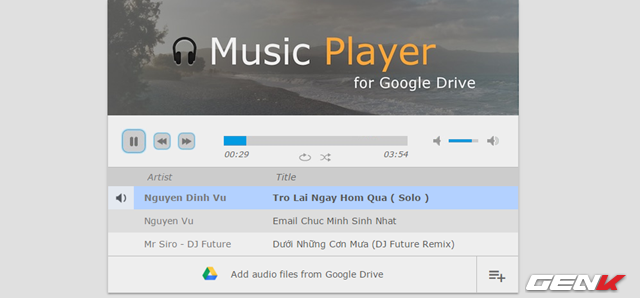 Music Player
for Google Drive
00:29 03:54
Artist Title
Nguyen Dinh Vu Tro Lai Ngay Hom Qua ( Solo )
Nguyen Vu Email Chuc Minh Sinh Nhat
Mr Siro - DJ Future Dưới Những Cơn Mưa (DJ Future Remix)
Add audio files from Google Drive
GENK